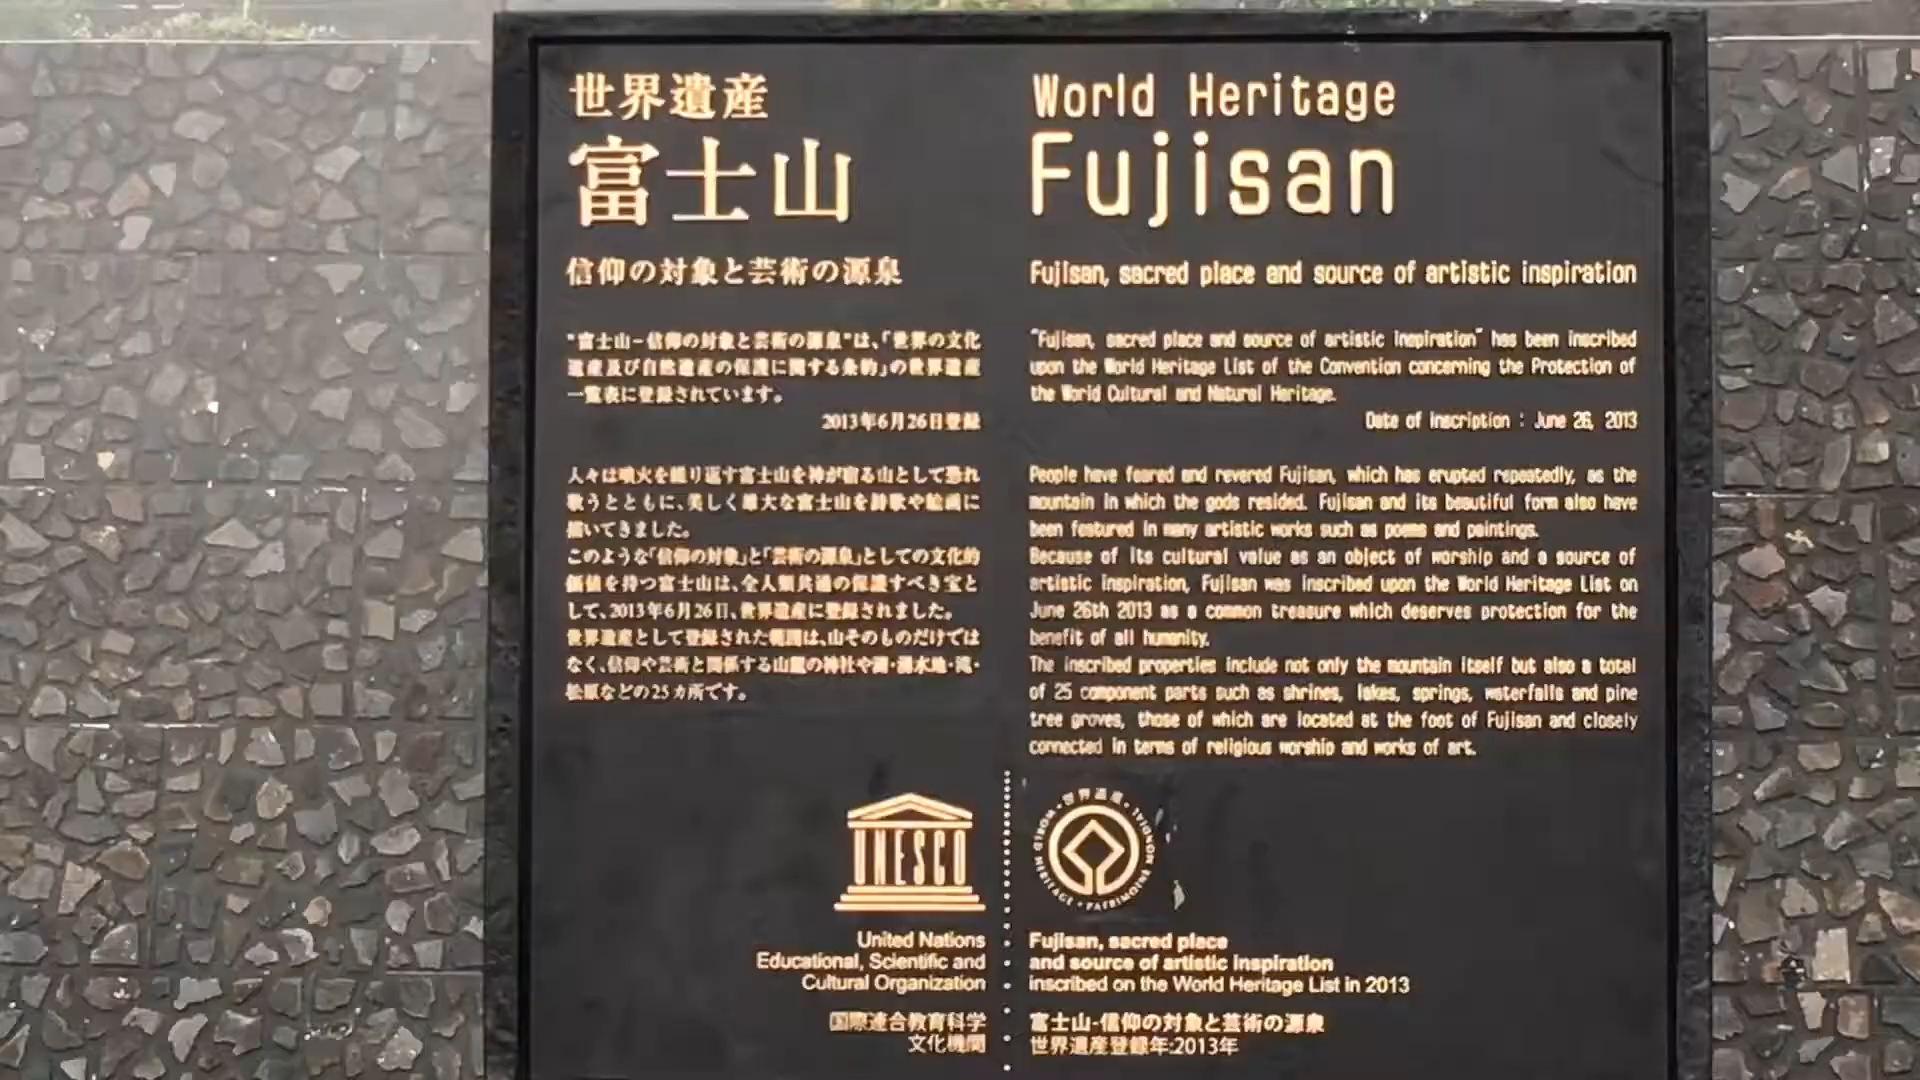 世界遺産
富士山
信仰の対象と芸術の源泉
"富士山−信仰の対象と芸術の源泉"は、「世界の文化
遺産及び自然遺産の保護に関する条約」の世界遺産
一覧表に登録されています。
2013年6月26日登録
人々は噴火を繰り返す富士山を神が宿る山として恐れ
敬うとともに、美しく雄大な富士山を詩歌や絵画に
描いてきました。
このような「信仰の対象」と「芸術の源泉」としての文化的
価値を持つ富士山は、全人類共通の保護すべき宝と
して、2013年6月26日、世界遺産に登録されました。
世界遺産として登録された範囲は、山そのものだけでは
なく、信仰や芸術と関係する山麓の神社や湖・湧水地・滝・
松原などの25カ所です。
World Heritage
Fujisan
Fujisan, sacred place and source of artistic inspiration
"Fujisan, sacred place and source of artistic inspiration" has been inscribed
upon the World Heritage List of the Convention concerning the Protection of
the World Cultural and Natural Heritage.
Date of inscription : June 26, 2013
People have feared and revered Fujisan, which has erupted repeatedly, as the
mountain in which the gods resided. Fujisan and its beautiful form also have
been featured in many artistic works such as poems and paintings.
Because of its cultural value as an object of worship and a source of
artistic inspiration, Fujisan was inscribed upon the World Heritage List on
June 26th 2013 as a common treasure which deserves protection for the
benefit of all humanity.
The inscribed properties include not only the mountain itself but also a total
of 25 component parts such as shrines, lakes, springs, waterfalls and pine
tree groves, those of which are located at the foot of Fujisan and closely
connected in terms of religious worship and works of art.
UNESCO
United Nations
Educational, Scientific and
Cultural Organization
国際連合教育科学
文化機関
世界遺産 • WORLD HERITAGE • PATRIMOINE MONDIAL •
Fujisan, sacred place
and source of artistic inspiration
inscribed on the World Heritage List in 2013
富士山-信仰の対象と芸術の源泉
世界遺産登録年:2013年